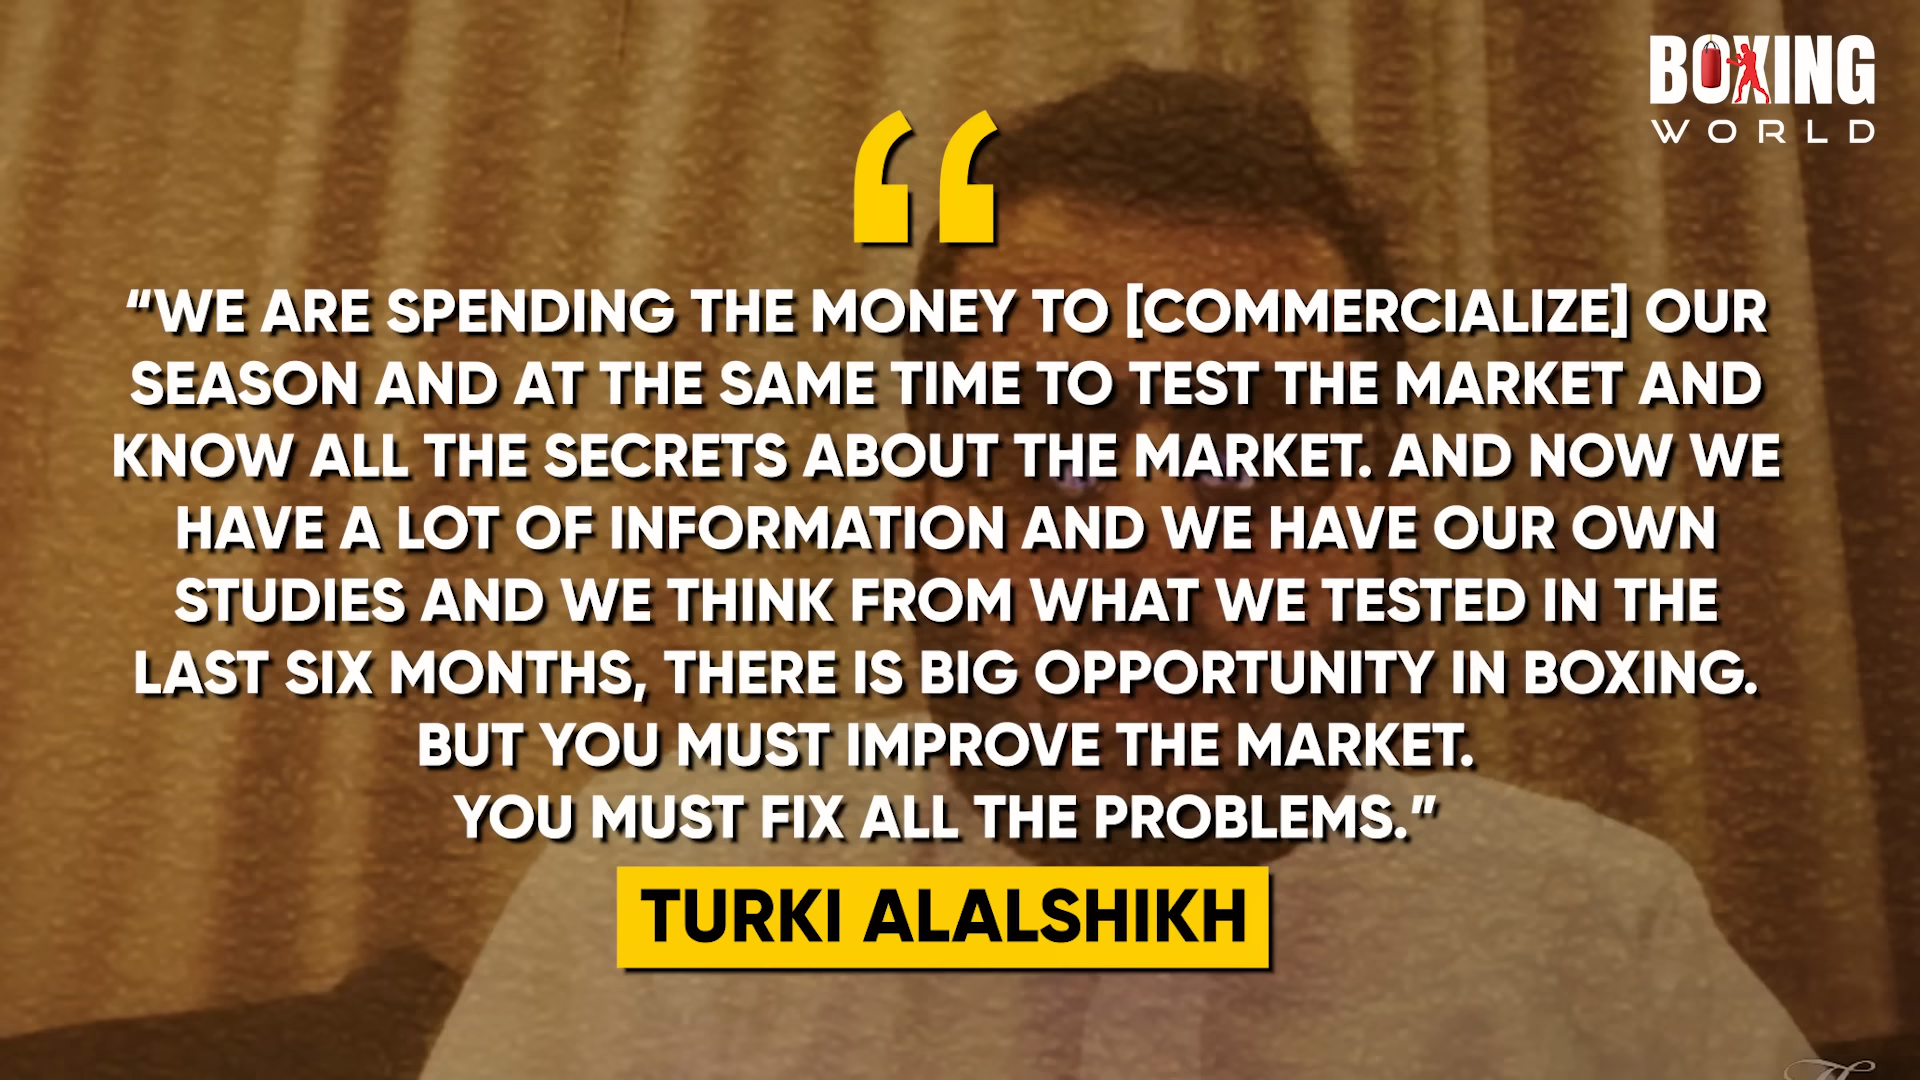 BOXING
WORLD
“WE ARE SPENDING THE MONEY TO [COMMERCIALIZE] OUR
SEASON AND AT THE SAME TIME TO TEST THE MARKET AND
KNOW ALL THE SECRETS ABOUT THE MARKET. AND NOW WE
HAVE A LOT OF INFORMATION AND WE HAVE OUR OWN
STUDIES AND WE THINK FROM WHAT WE TESTED IN THE
LAST SIX MONTHS, THERE IS BIG OPPORTUNITY IN BOXING.
BUT YOU MUST IMPROVE THE MARKET.
YOU MUST FIX ALL THE PROBLEMS.”
TURKI ALALSHIKH